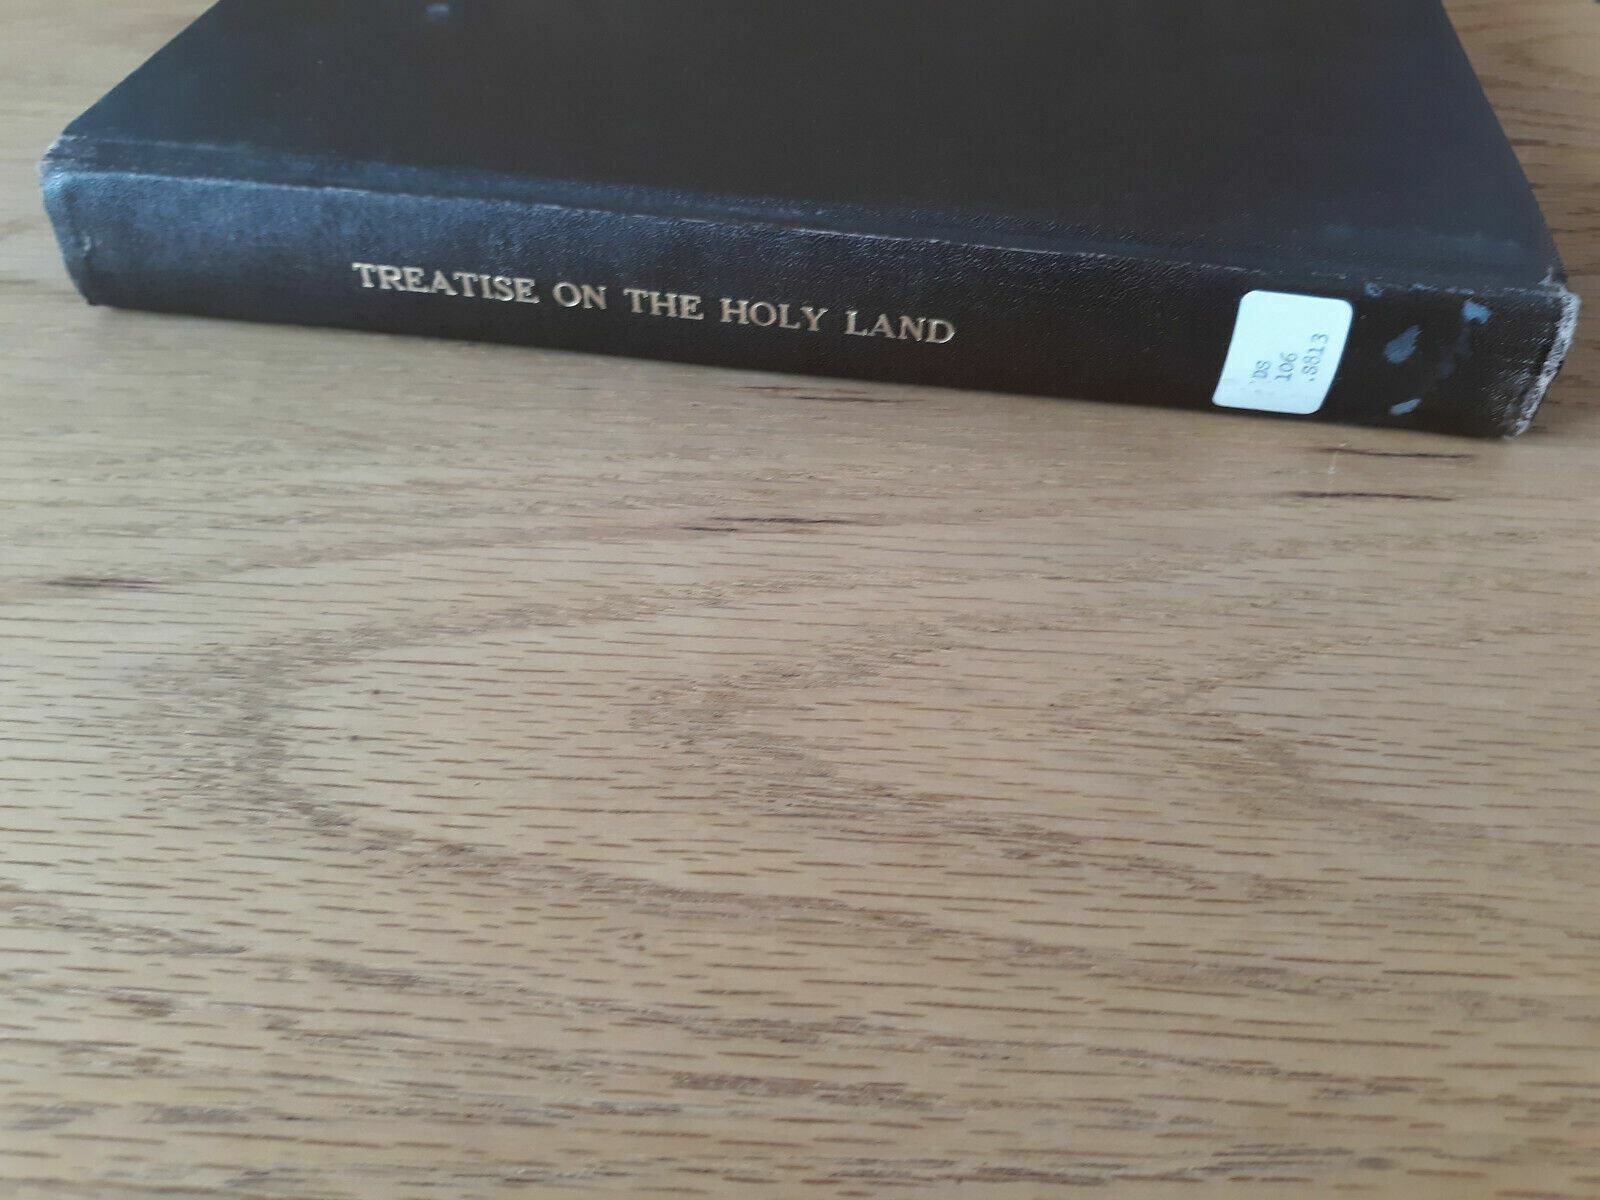 TREATISE ON THE HOLY LAND
DS
106
.S813